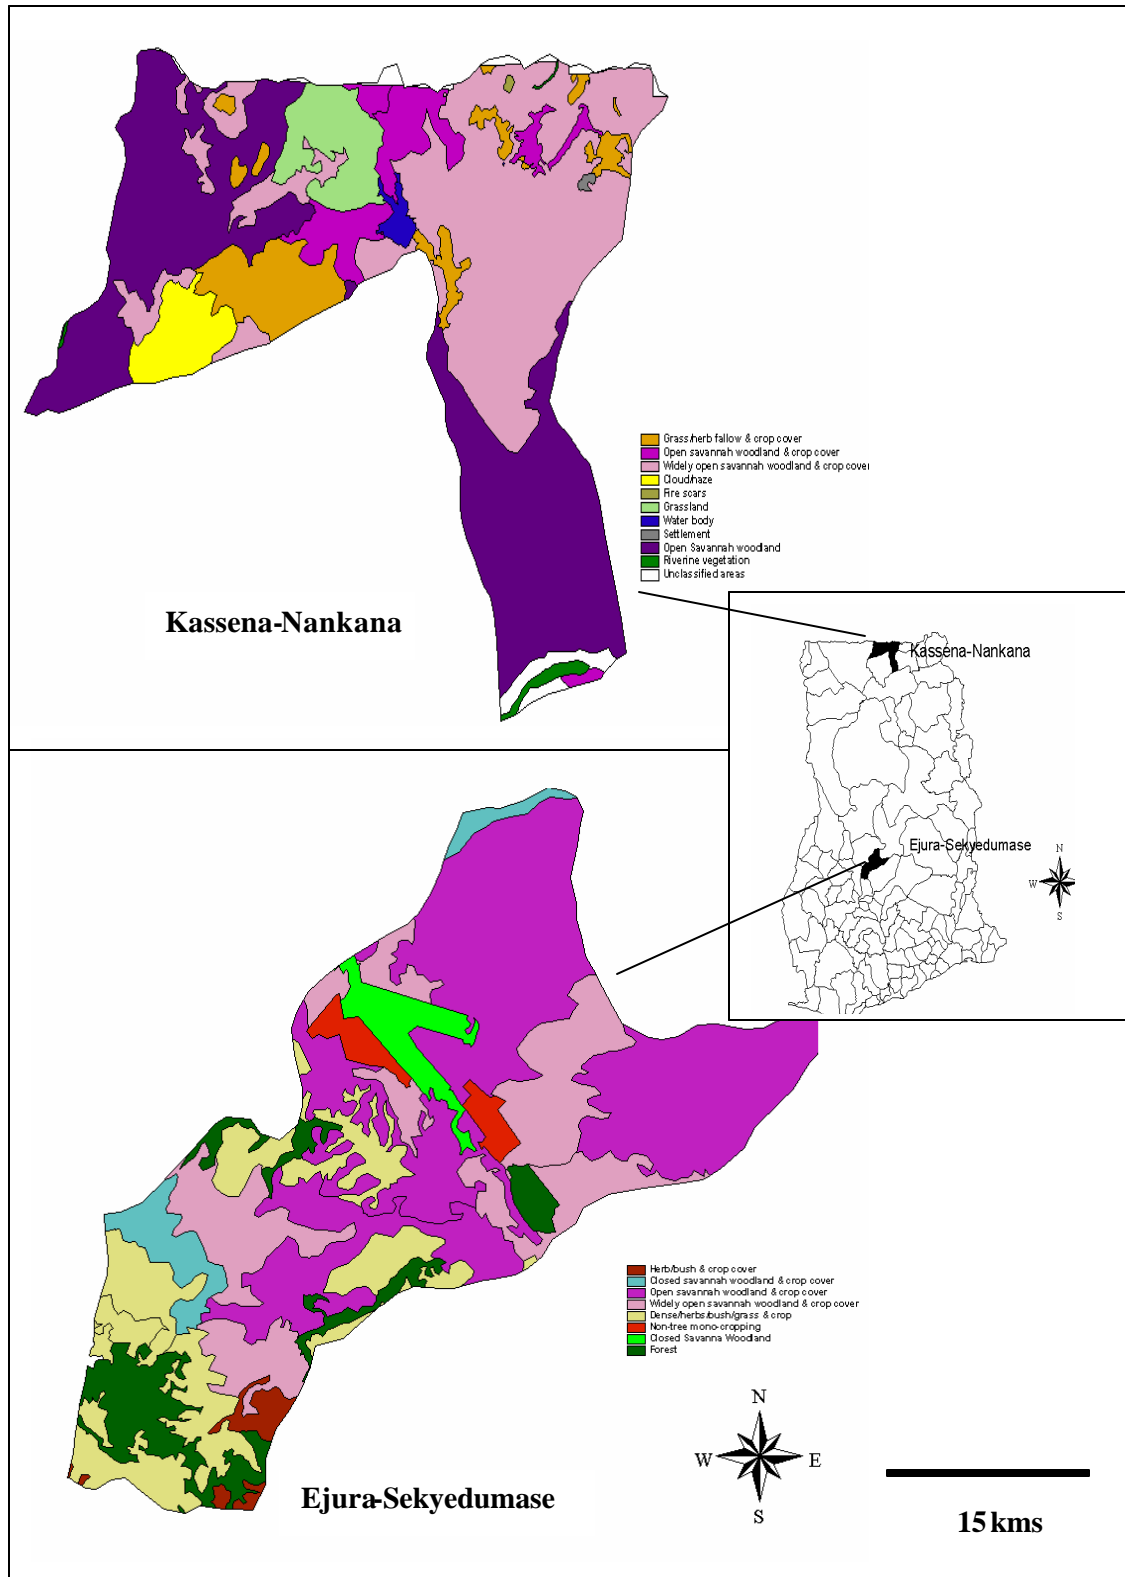 Grass/herb fallow & crop cover
Open savannah woodland & crop cover
Widely open savannah woodland & crop cover
Cloud/haze
Fire scars
Grassland
Water body
Settlement
Open Savannah woodland
Riverine vegetation
Unclassified areas
Kassena-Nankana
Kassena-Nankana
Ejura-Sekyedumase
N
W
S
Herb/bush & crop cover
Closed savannah woodland & crop cover
Open savannah woodland & crop cover
Widely open savannah woodland & crop cover
Dense/herbs/bush/grass & crop
Non-tree mono-cropping
Closed Savanna Woodland
Forest
N
W E
S
Ejura-Sekyedumase
15 kms